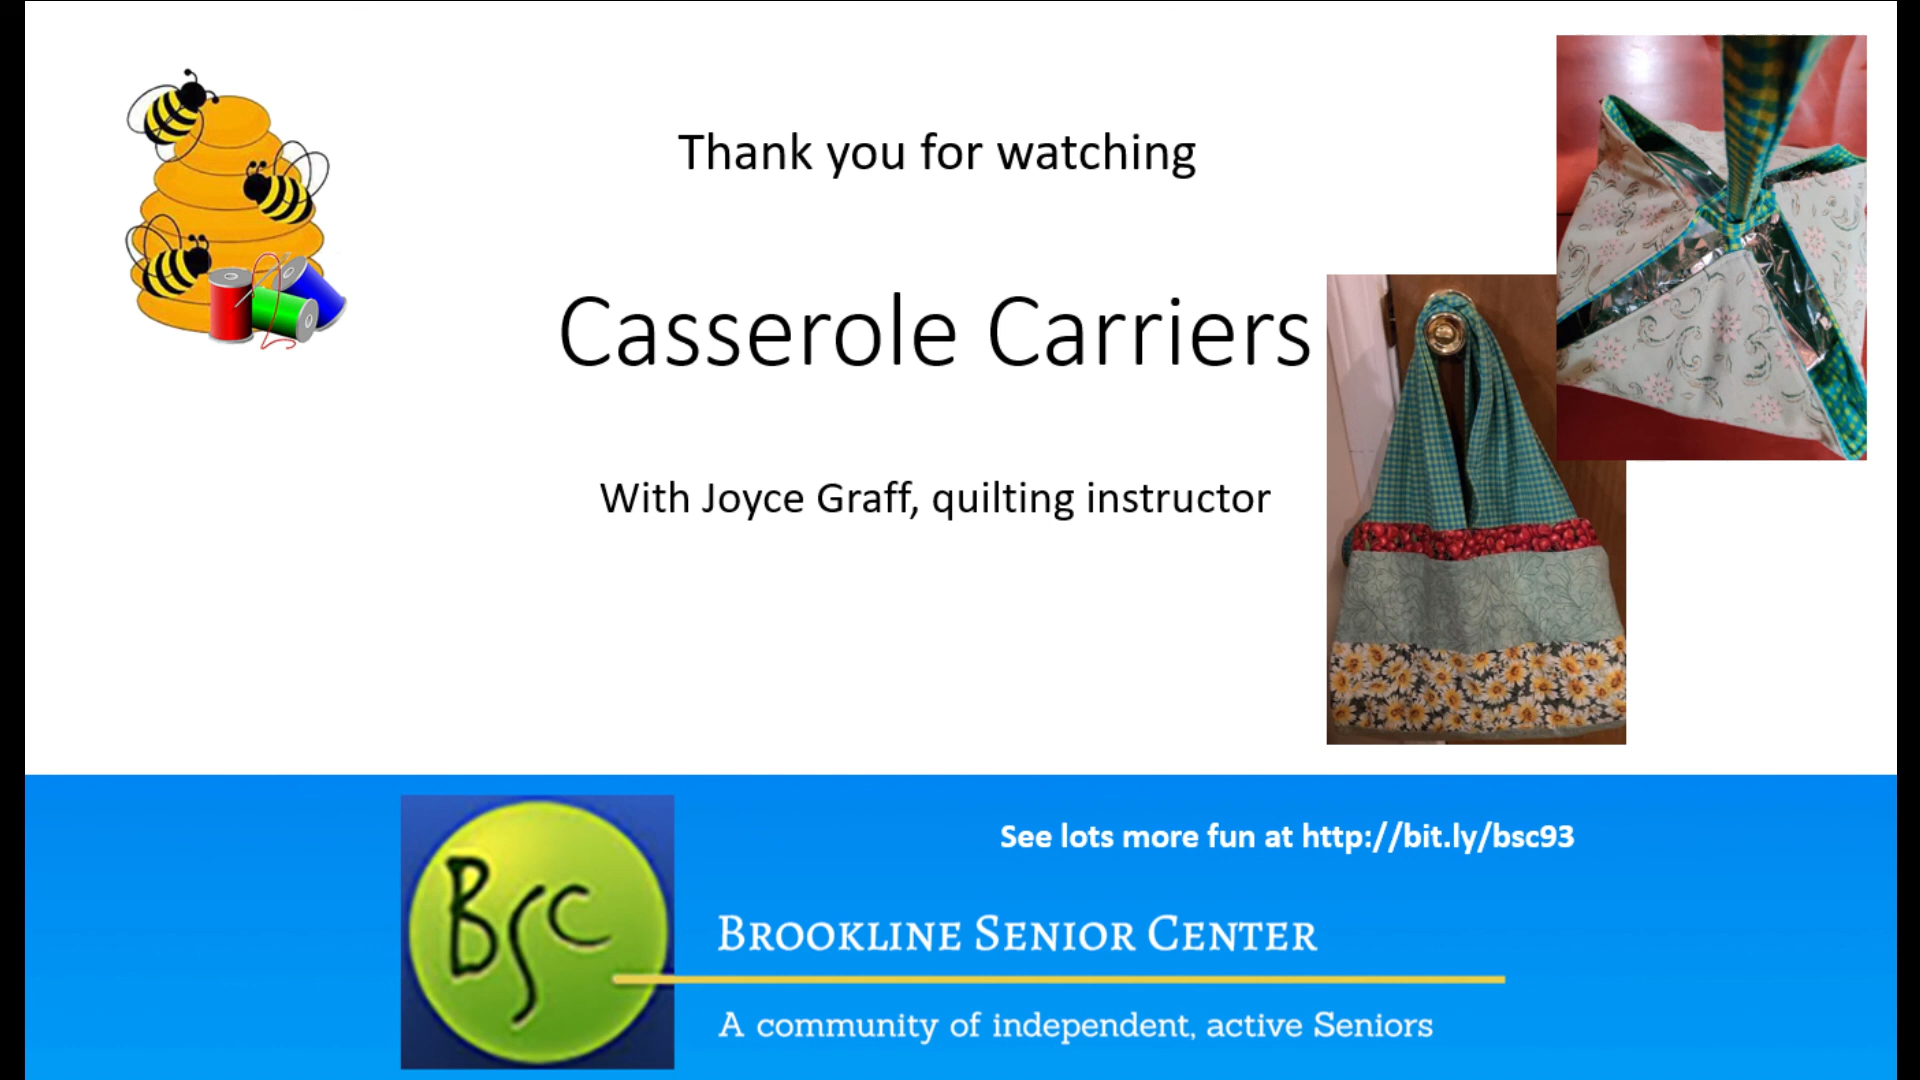 Thank you for watching
Casserole Carriers
With Joyce Graff, quilting instructor
See lots more fun at http://bit.ly/bsc93
BSC
BROOKLINE SENIOR CENTER
A community of independent, active Seniors